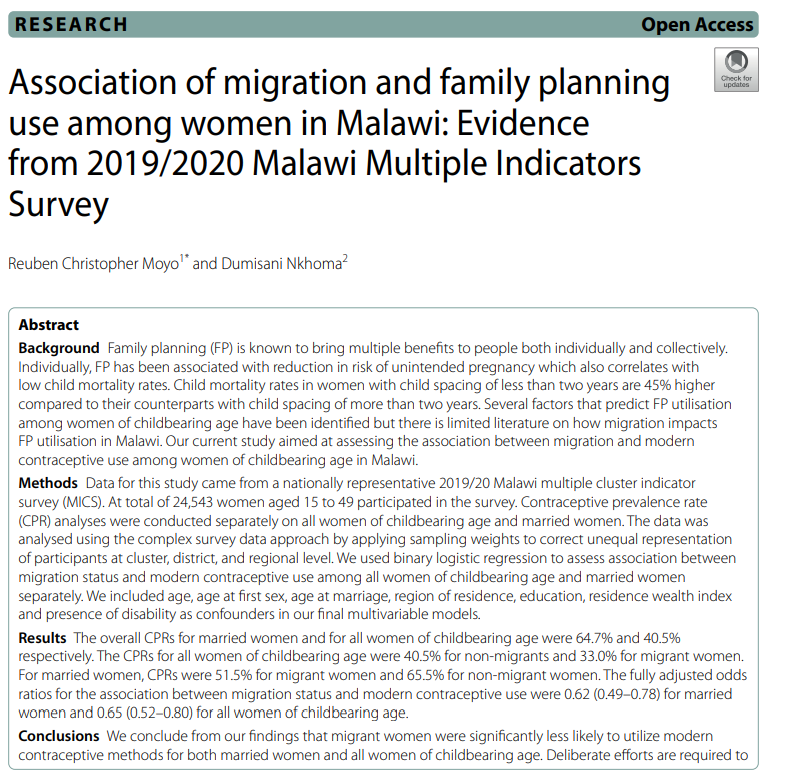 RESEARCH
Open Access
Check for
updates
Association of migration and family planning
use among women in Malawi: Evidence
from 2019/2020 Malawi Multiple Indicators
Survey
Reuben Christopher Moyo1* and Dumisani Nkhoma2
Abstract
Background Family planning (FP) is known to bring multiple benefits to people both individually and collectively.
Individually, FP has been associated with reduction in risk of unintended pregnancy which also correlates with
low child mortality rates. Child mortality rates in women with child spacing of less than two years are 45% higher
compared to their counterparts with child spacing of more than two years. Several factors that predict FP utilisation
among women of childbearing age have been identified but there is limited literature on how migration impacts
FP utilisation in Malawi. Our current study aimed at assessing the association between migration and modern
contraceptive use among women of childbearing age in Malawi.
Methods Data for this study came from a nationally representative 2019/20 Malawi multiple cluster indicator
survey (MICS). At total of 24,543 women aged 15 to 49 participated in the survey. Contraceptive prevalence rate
(CPR) analyses were conducted separately on all women of childbearing age and married women. The data was
analysed using the complex survey data approach by applying sampling weights to correct unequal representation
of participants at cluster, district, and regional level. We used binary logistic regression to assess association between
migration status and modern contraceptive use among all women of childbearing age and married women
separately. We included age, age at first sex, age at marriage, region of residence, education, residence wealth index
and presence of disability as confounders in our final multivariable models.
Results The overall CPRs for married women and for all women of childbearing age were 64.7% and 40.5%
respectively. The CPRs for all women of childbearing age were 40.5% for non-migrants and 33.0% for migrant women.
For married women, CPRs were 51.5% for migrant women and 65.5% for non-migrant women. The fully adjusted odds
ratios for the association between migration status and modern contraceptive use were 0.62 (0.49–0.78) for married
women and 0.65 (0.52–0.80) for all women of childbearing age.
Conclusions We conclude from our findings that migrant women were significantly less likely to utilize modern
contraceptive methods for both married women and all women of childbearing age. Deliberate efforts are required to